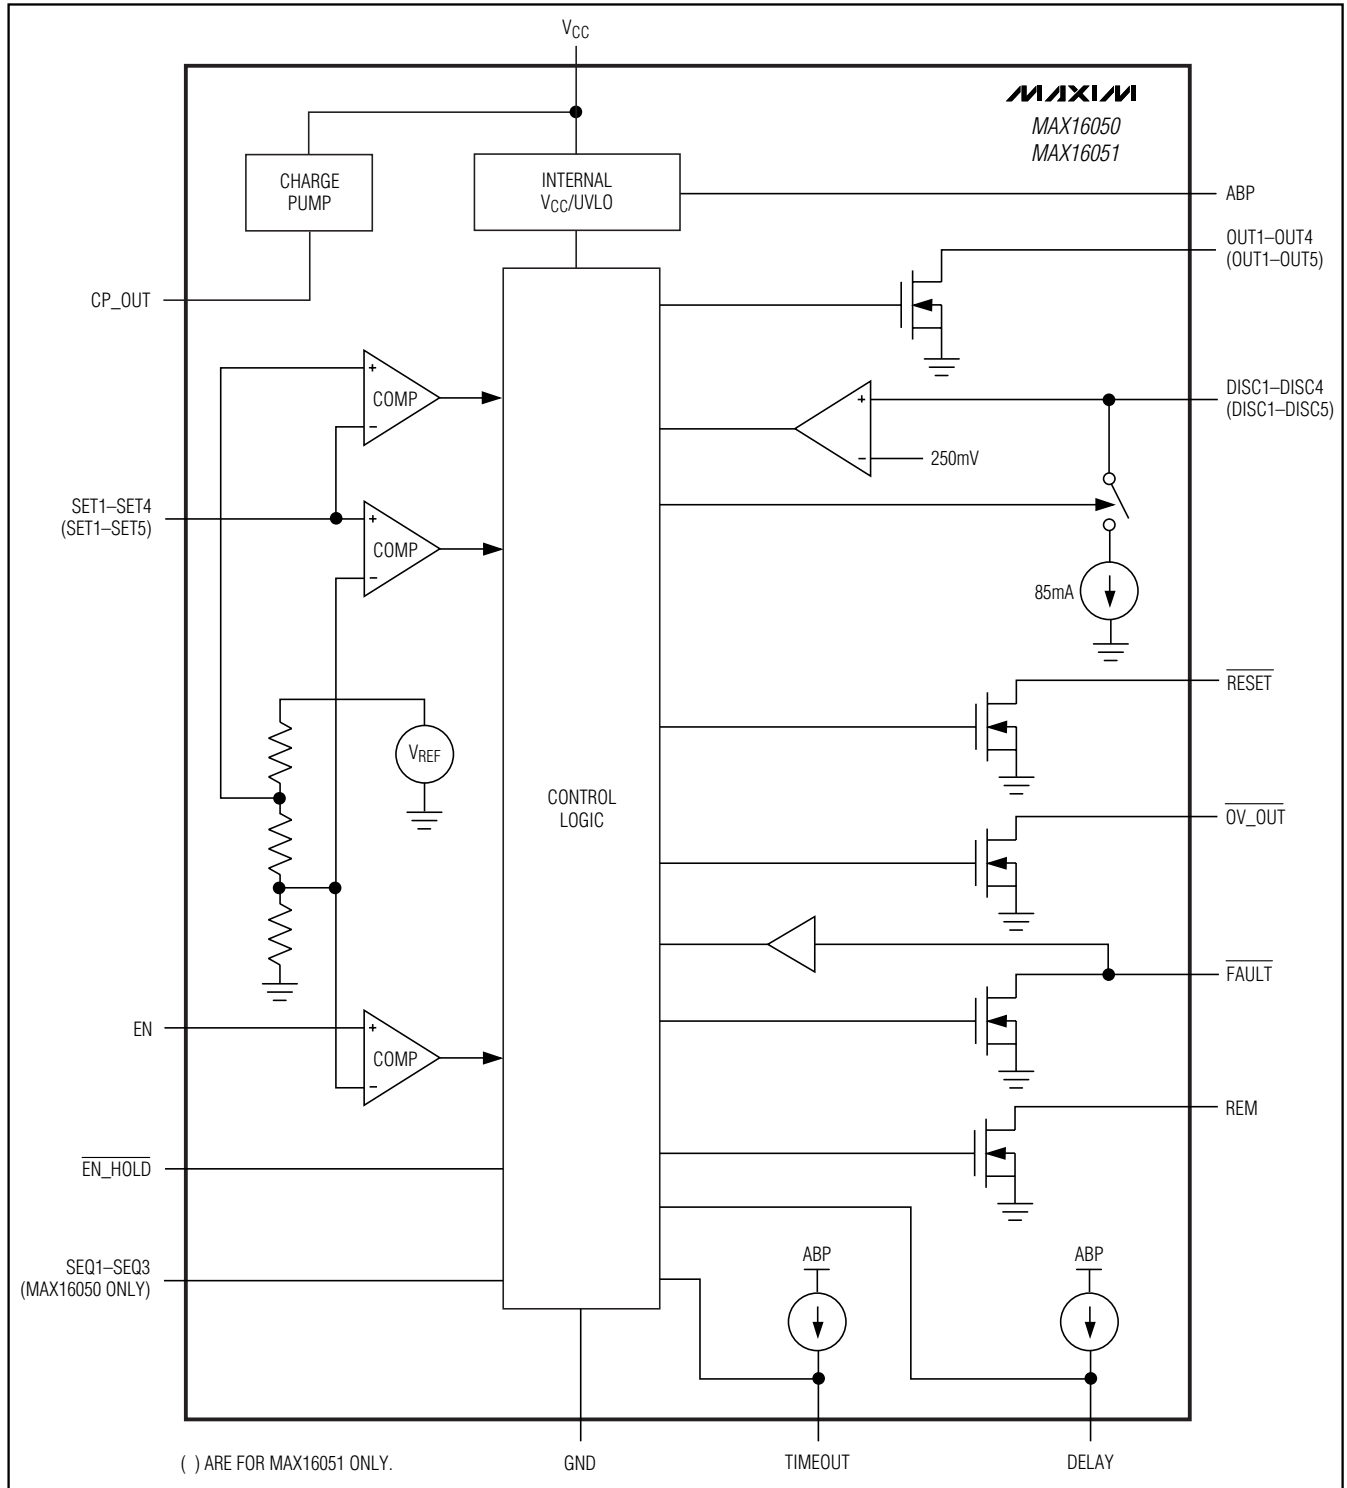 VCC
MAXIM
MAX16050
MAX16051
CHARGE
PUMP
INTERNAL
VCC/UVLO
ABP
OUT1–OUT4
(OUT1–OUT5)
CP_OUT
+
COMP
−
DISC1–DISC4
(DISC1–DISC5)
+
−
250mV
SET1–SET4
(SET1–SET5)
+
COMP
−
85mA
RESET
VREF
CONTROL
LOGIC
OV_OUT
FAULT
EN
+
COMP
−
REM
EN_HOLD
SEQ1–SEQ3
(MAX16050 ONLY)
ABP
ABP
( ) ARE FOR MAX16051 ONLY.
GND
TIMEOUT
DELAY